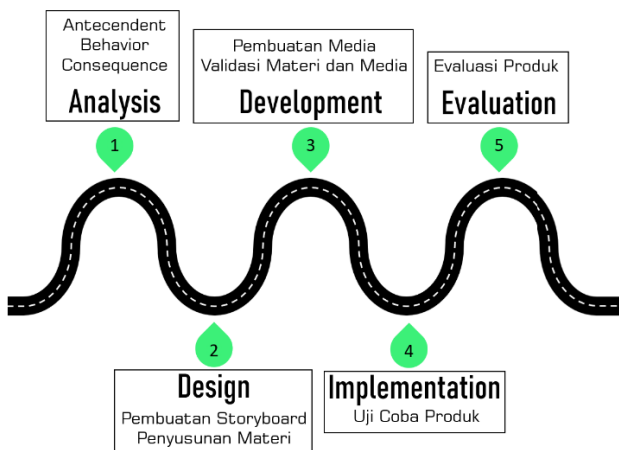 Antecendent
Behavior
Consequence
Analysis
1
Design
Pembuatan Storyboard
Penyusunan Materi
2
Pembuatan Media
Validasi Materi dan Media
Development
3
Implementation
Uji Coba Produk
4
Evaluasi Produk
Evaluation
5